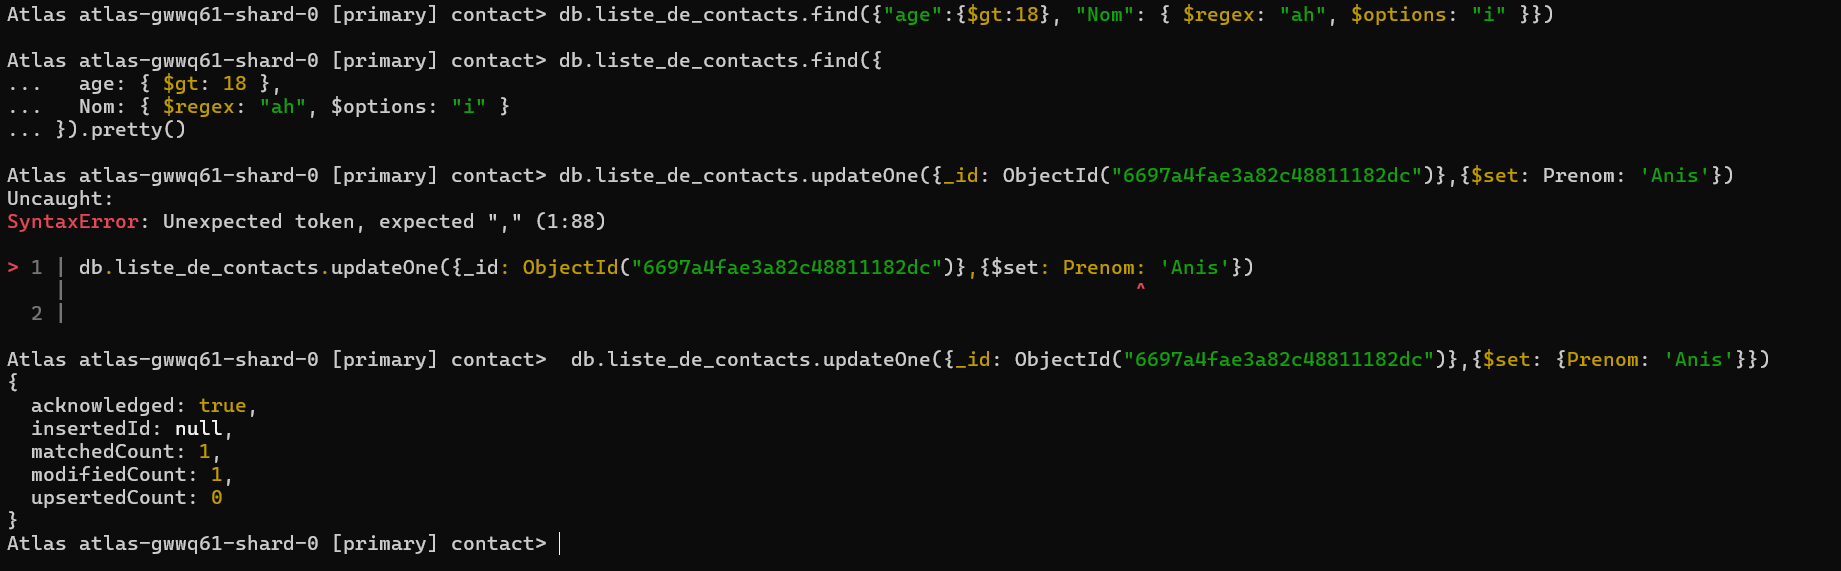 Atlas atlas-gwwq61-shard-0 [primary] contact> db.liste_de_contacts.find({"age":{$gt:18}, "Nom": { $regex: "ah", $options: "i" }})
Atlas atlas-gwwq61-shard-0 [primary] contact> db.liste_de_contacts.find({
...   age: { $gt: 18 },
...   Nom: { $regex: "ah", $options: "i" }
... }).pretty()
Atlas atlas-gwwq61-shard-0 [primary] contact> db.liste_de_contacts.updateOne({_id: ObjectId("6697a4fae3a82c48811182dc")},{$set: Prenom: 'Anis'})
Uncaught:
SyntaxError: Unexpected token, expected "," (1:88)
> 1 | db.liste_de_contacts.updateOne({_id: ObjectId("6697a4fae3a82c48811182dc")},{$set: Prenom: 'Anis'})
    |                                                                                         ^
  2 |
Atlas atlas-gwwq61-shard-0 [primary] contact>  db.liste_de_contacts.updateOne({_id: ObjectId("6697a4fae3a82c48811182dc")},{$set: {Prenom: 'Anis'}})
{
  acknowledged: true,
  insertedId: null,
  matchedCount: 1,
  modifiedCount: 1,
  upsertedCount: 0
}
Atlas atlas-gwwq61-shard-0 [primary] contact>